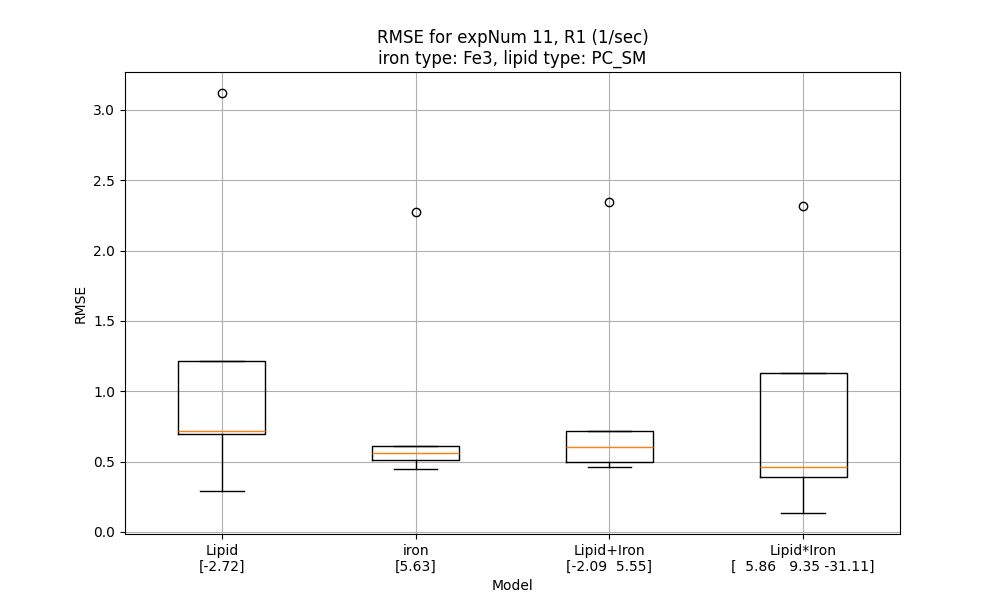 RMSE for expNum 11, R1 (1/sec)
iron type: Fe3, lipid type: PC_SM
3.0
2.5
2.0
1.5
1.0
0.5
0.0
RMSE
Lipid
[-2.72]
iron
[5.63]
Lipid+Iron
[-2.09  5.55]
Lipid*Iron
[  5.86   9.35 -31.11]
Model